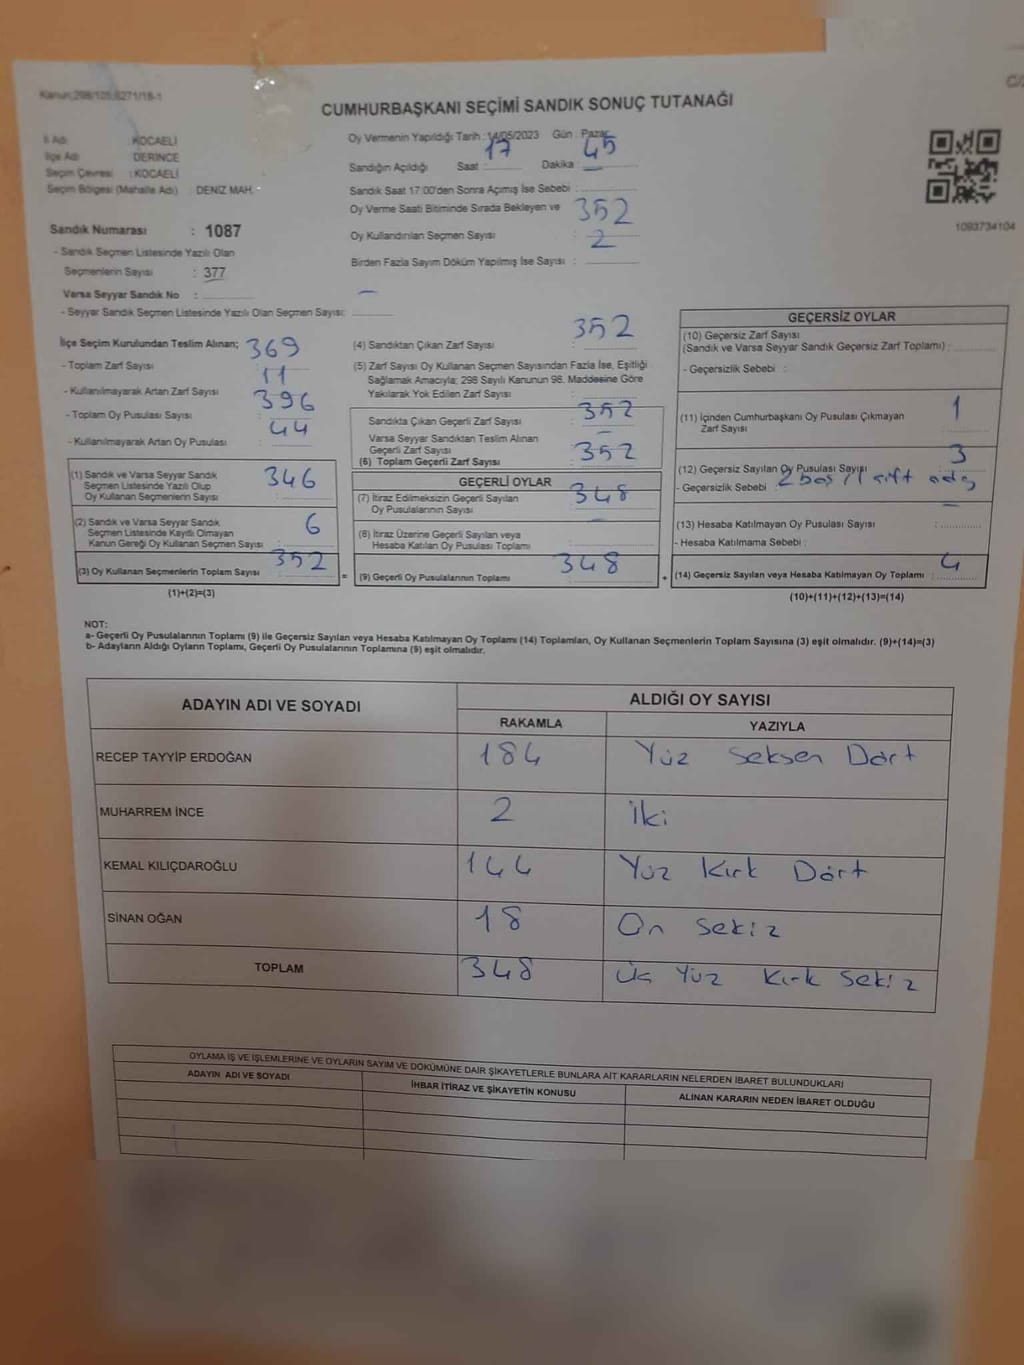 Kanun;298/105,6271/18-1
CUMHURBAŞKANI SEÇİMİ SANDIK SONUÇ TUTANAĞI
İl Adı : KOCAELİ
İlçe Adı : DERINCE
Seçim Çevresi : KOCAELİ
Seçim Bölgesi (Mahalle Adı) : DENİZ MAH.
Sandık Numarası : 1087
- Sandık Seçmen Listesinde Yazılı Olan
Seçmenlerin Sayısı : 377
Varsa Seyyar Sandık No : –
- Seyyar Sandık Seçmen Listesinde Yazılı Olan Seçmen Sayısı:
Oy Vermenin Yapıldığı Tarih : 14/05/2023 Gün : Pazar
Sandığın Açıldığı Saat : 17 Dakika : 45
Sandık Saat 17:00'den Sonra Açımış İse Sebebi :
Oy Verme Saati Bitiminde Sırada Bekleyen ve
Oy Kullandırılan Seçmen Sayısı : 352
Birden Fazla Sayım Döküm Yapılmış İse Sayısı : 2
1093734104
İlçe Seçim Kurulundan Teslim Alınan;
- Toplam Zarf Sayısı : 369
- Kullanılmayarak Artan Zarf Sayısı : 11
- Toplam Oy Pusulası Sayısı : 396
- Kullanılmayarak Artan Oy Pusulası : 44
(1) Sandık ve Varsa Seyyar Sandık
Seçmen Listesinde Yazılı Olup
Oy Kullanan Seçmenlerin Sayısı : 346
(2) Sandık ve Varsa Seyyar Sandık
Seçmen Listesinde Kayıtlı Olmayan
Kanun Gereği Oy Kullanan Seçmen Sayısı : 6
(3) Oy Kullanan Seçmenlerin Toplam Sayısı : 352
(1)+(2)=(3)
(4) Sandıktan Çıkan Zarf Sayısı : 352
(5) Zarf Sayısı Oy Kullanan Seçmen Sayısından Fazla İse, Eşitliği
Sağlamak Amacıyla; 298 Sayılı Kanunun 98. Maddesine Göre
Yakılarak Yok Edilen Zarf Sayısı :
Sandıkta Çıkan Geçerli Zarf Sayısı : 352
Varsa Seyyar Sandıktan Teslim Alınan
Geçerli Zarf Sayısı : –
(6) Toplam Geçerli Zarf Sayısı : 352
GEÇERLİ OYLAR
(7) İtiraz Edilmeksizin Geçerli Sayılan
Oy Pusulalarının Sayısı : 348
(8) İtiraz Üzerine Geçerli Sayılan veya
Hesaba Katılan Oy Pusulası Toplamı : –
= (9) Geçerli Oy Pusulalarının Toplamı : 348
GEÇERSİZ OYLAR
(10) Geçersiz Zarf Sayısı
(Sandık ve Varsa Seyyar Sandık Geçersiz Zarf Toplamı) :
- Geçersizlik Sebebi :
(11) İçinden Cumhurbaşkanı Oy Pusulası Çıkmayan
Zarf Sayısı : 1
(12) Geçersiz Sayılan Oy Pusulası Sayısı : 3
- Geçersizlik Sebebi : 2 boş / 1 çift
(13) Hesaba Katılmayan Oy Pusulası Sayısı : –
- Hesaba Katılmama Sebebi :
+ (14) Geçersiz Sayılan veya Hesaba Katılmayan Oy Toplamı : 4
(10)+(11)+(12)+(13)=(14)
NOT:
a- Geçerli Oy Pusulalarının Toplamı (9) ile Geçersiz Sayılan veya Hesaba Katılmayan Oy Toplamı (14) Toplamları, Oy Kullanan Seçmenlerin Toplam Sayısına (3) eşit olmalıdır. (9)+(14)=(3)
b- Adayların Aldığı Oyların Toplamı, Geçerli Oy Pusulalarının Toplamına (9) eşit olmalıdır.
ADAYIN ADI VE SOYADI ALDIĞI OY SAYISI
RAKAMLA YAZIYLA
RECEP TAYYİP ERDOĞAN 184 Yüz Seksen Dört
MUHARREM İNCE 2 İki
KEMAL KILIÇDAROĞLU 144 Yüz Kırk Dört
SİNAN OĞAN 18 On Sekiz
TOPLAM 348 Üç Yüz Kırk Sekiz
OYLAMA İŞ VE İŞLEMLERINE VE OYLARIN SAYIM VE DÖKÜMÜNE DAİR ŞİKAYETLERLE BUNLARA AİT KARARLARIN NELERDEN İBARET BULUNDUKLARI
ADAYIN ADI VE SOYADI İHBAR İTİRAZ VE ŞİKAYETİN KONUSU ALINAN KARARIN NEDEN İBARET OLDUĞU